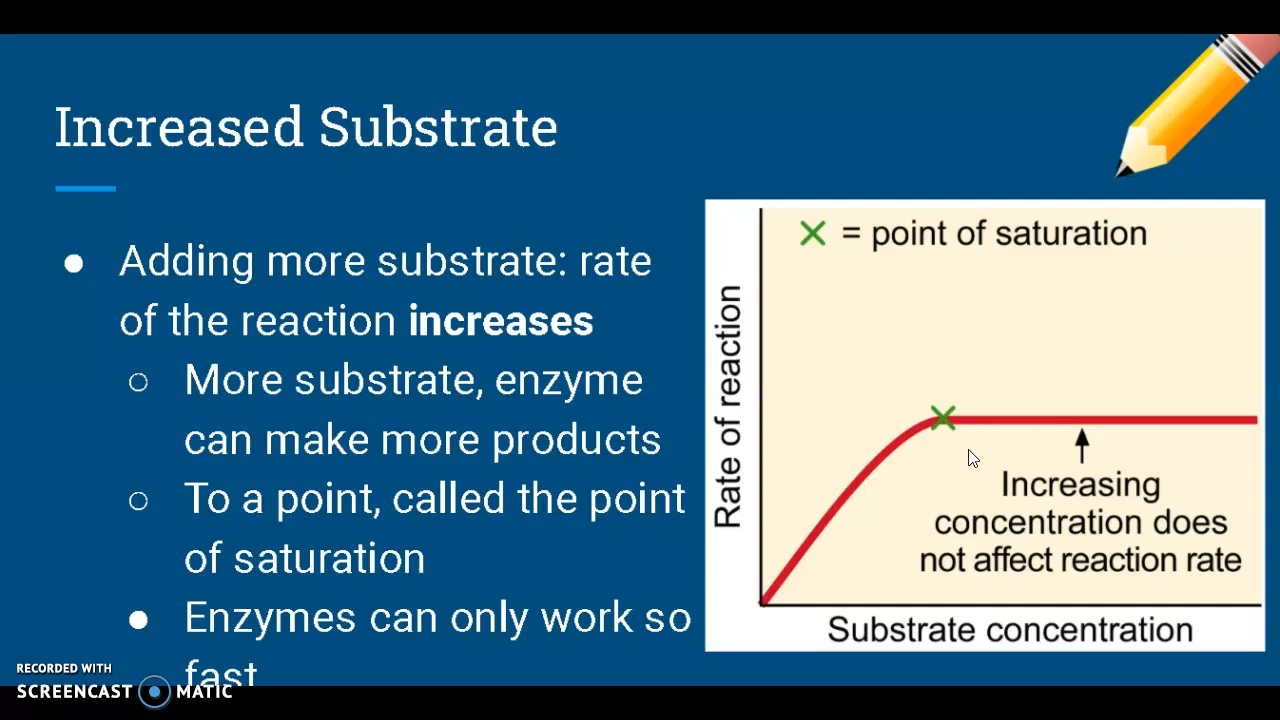 Increased Substrate
● Adding more substrate: rate
of the reaction increases
○ More substrate, enzyme
can make more products
○ To a point, called the point
of saturation
● Enzymes can only work so
fast
× = point of saturation
Rate of reaction
Increasing
concentration does
not affect reaction rate
Substrate concentration
RECORDED WITH
SCREENCAST MATIC